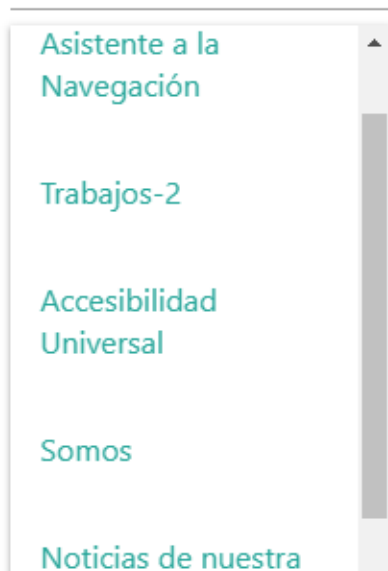 Asistente a la
Navegación
Trabajos-2
Accesibilidad
Universal
Somos
Noticias de nuestra